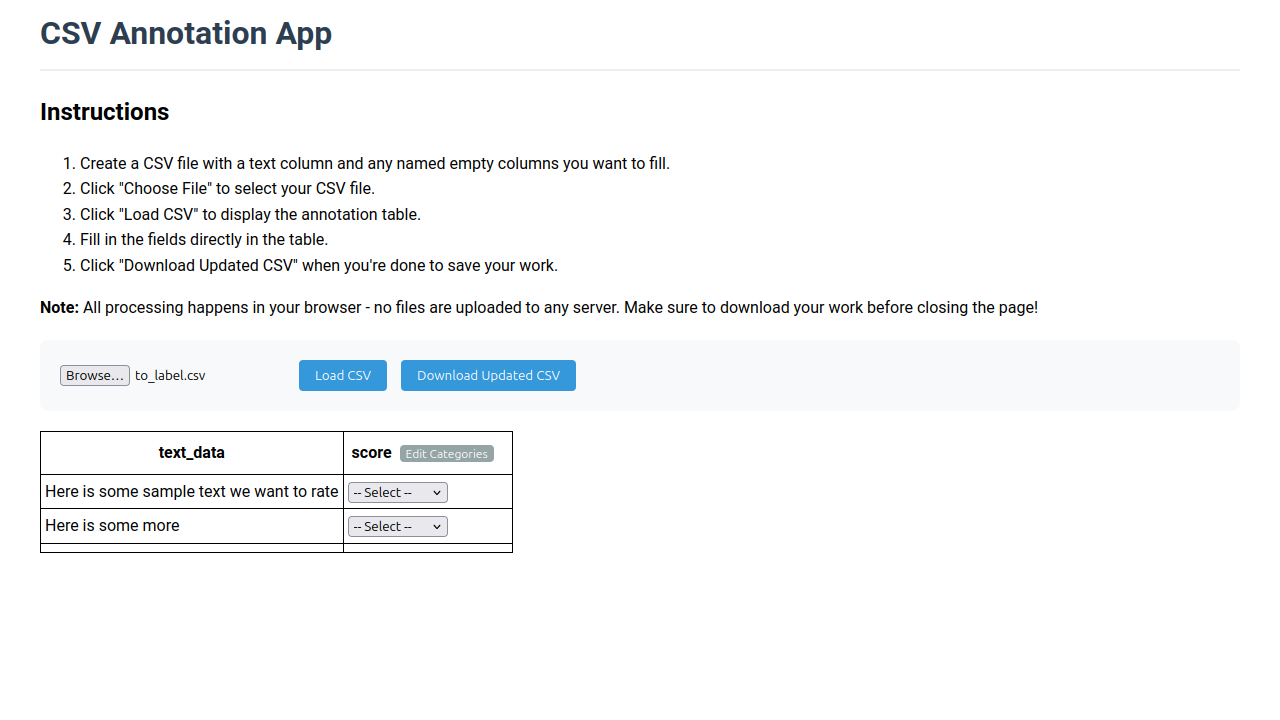 CSV Annotation App
Instructions
1. Create a CSV file with a text column and any named empty columns you want to fill.
2. Click "Choose File" to select your CSV file.
3. Click "Load CSV" to display the annotation table.
4. Fill in the fields directly in the table.
5. Click "Download Updated CSV" when you're done to save your work.
Note: All processing happens in your browser - no files are uploaded to any server. Make sure to download your work before closing the page!
Browse... to_label.csv Load CSV Download Updated CSV
text_data score Edit Categories
Here is some sample text we want to rate -- Select --
Here is some more -- Select --